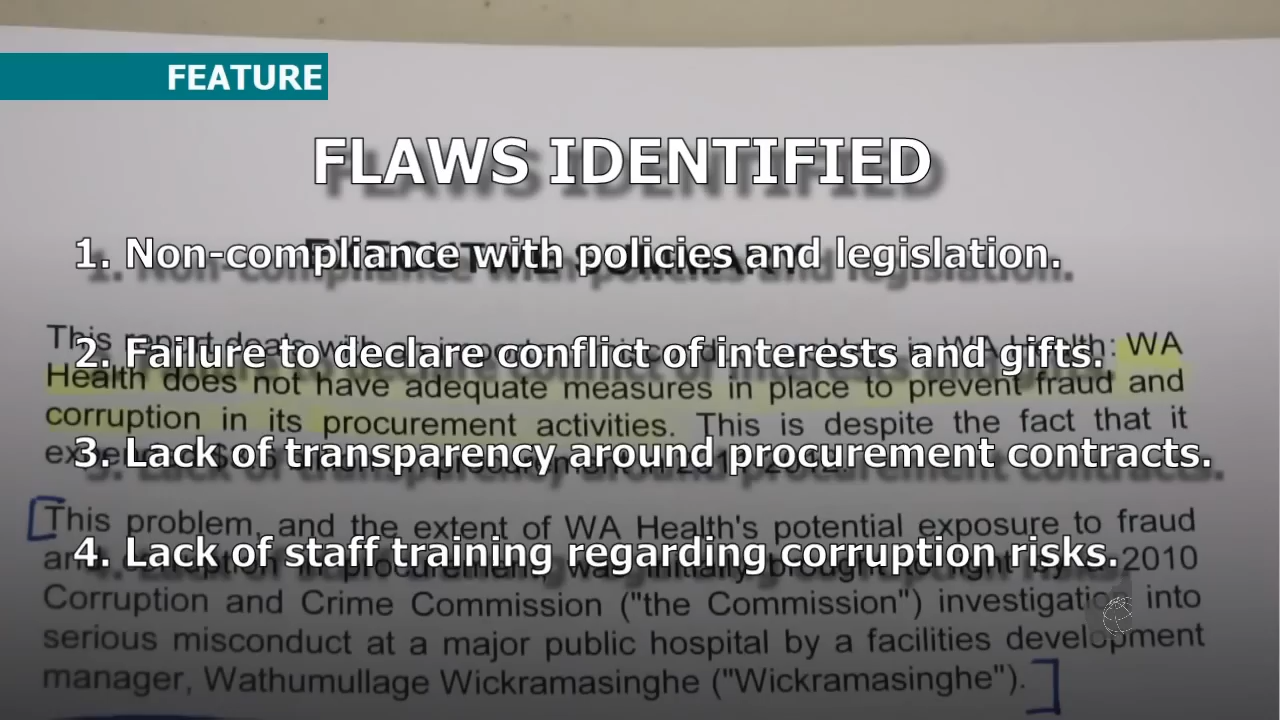 FEATURE
FLAWS IDENTIFIED
1. Non-compliance with policies and legislation.
EXECUTIVE SUMMARY
2. Failure to declare conflict of interests and gifts.
This report deals with WA
Health does not have adequate measures in place to prevent fraud and
corruption in its procurement activities. This is despite the fact that it
3. Lack of transparency around procurement contracts.
This problem, and the extent of WA Health's potential exposure to fraud
4. Lack of staff training regarding corruption risks.
2010
Corruption and Crime Commission ("the Commission") investigation into
serious misconduct at a major public hospital by a facilities development
manager, Wathumullage Wickramasinghe ("Wickramasinghe").